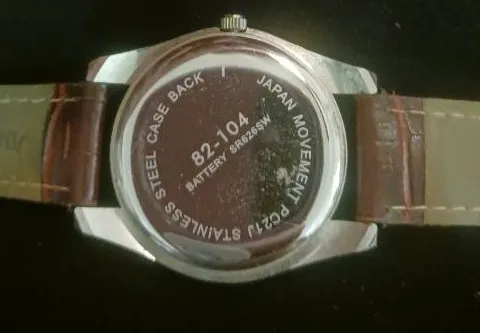 JAPAN MOVEMENT PC21J STAINLESS STEEL CASE BACK
82-104
BATTERY SR626SW